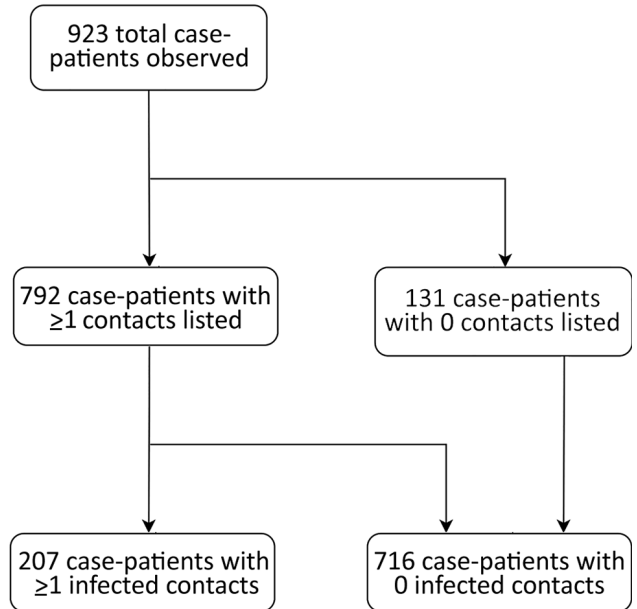 923 total case-
patients observed
792 case-patients with
≥1 contacts listed
131 case-patients
with 0 contacts listed
207 case-patients with
≥1 infected contacts
716 case-patients with
0 infected contacts